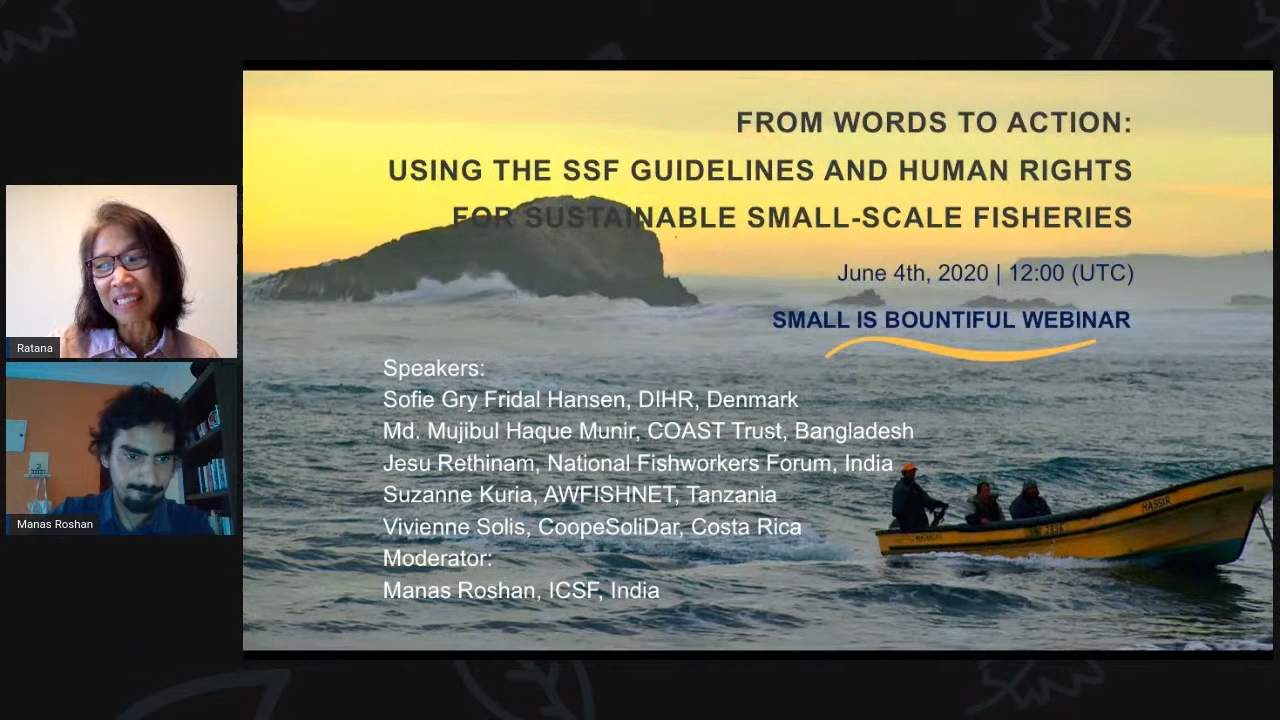 FROM WORDS TO ACTION:
USING THE SSF GUIDELINES AND HUMAN RIGHTS
FOR SUSTAINABLE SMALL-SCALE FISHERIES
June 4th, 2020 | 12:00 (UTC)
SMALL IS BOUNTIFUL WEBINAR
Speakers:
Sofie Gry Fridal Hansen, DIHR, Denmark
Md. Mujibul Haque Munir, COAST Trust, Bangladesh
Jesu Rethinam, National Fishworkers Forum, India
Suzanne Kuria, AWFISHNET, Tanzania
Vivienne Solis, CoopeSoliDar, Costa Rica
Moderator:
Manas Roshan, ICSF, India
Ratana
Manas Roshan